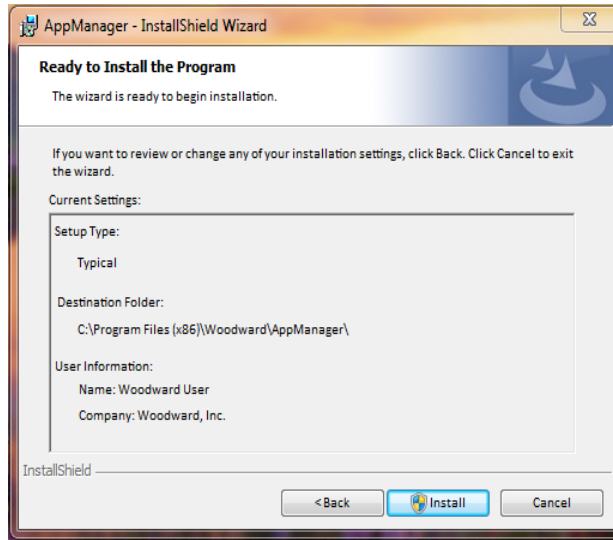 AppManager - InstallShield Wizard
Ready to Install the Program
The wizard is ready to begin installation.
If you want to review or change any of your installation settings, click Back. Click Cancel to exit
the wizard.
Current Settings:
Setup Type:
Typical
Destination Folder:
C:\Program Files (x86)\Woodward\AppManager\
User Information:
Name: Woodward User
Company: Woodward, Inc.
InstallShield
< Back
Install
Cancel